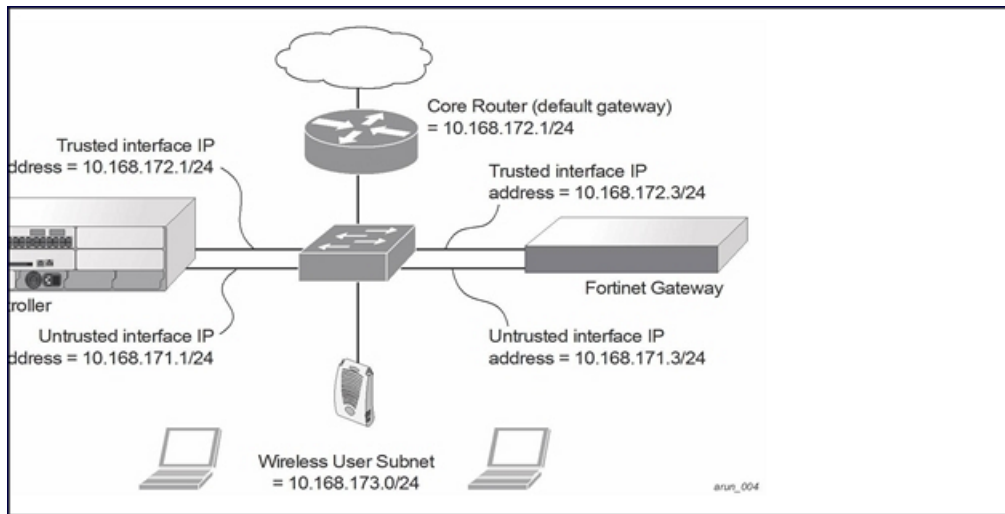 Core Router (default gateway)
= 10.168.172.1/24
Trusted interface IP
address = 10.168.172.1/24
Trusted interface IP
address = 10.168.172.3/24
Fortinet Gateway
troller
Untrusted interface IP
address = 10.168.171.1/24
Untrusted interface IP
address = 10.168.171.3/24
Wireless User Subnet
= 10.168.173.0/24
arun_004